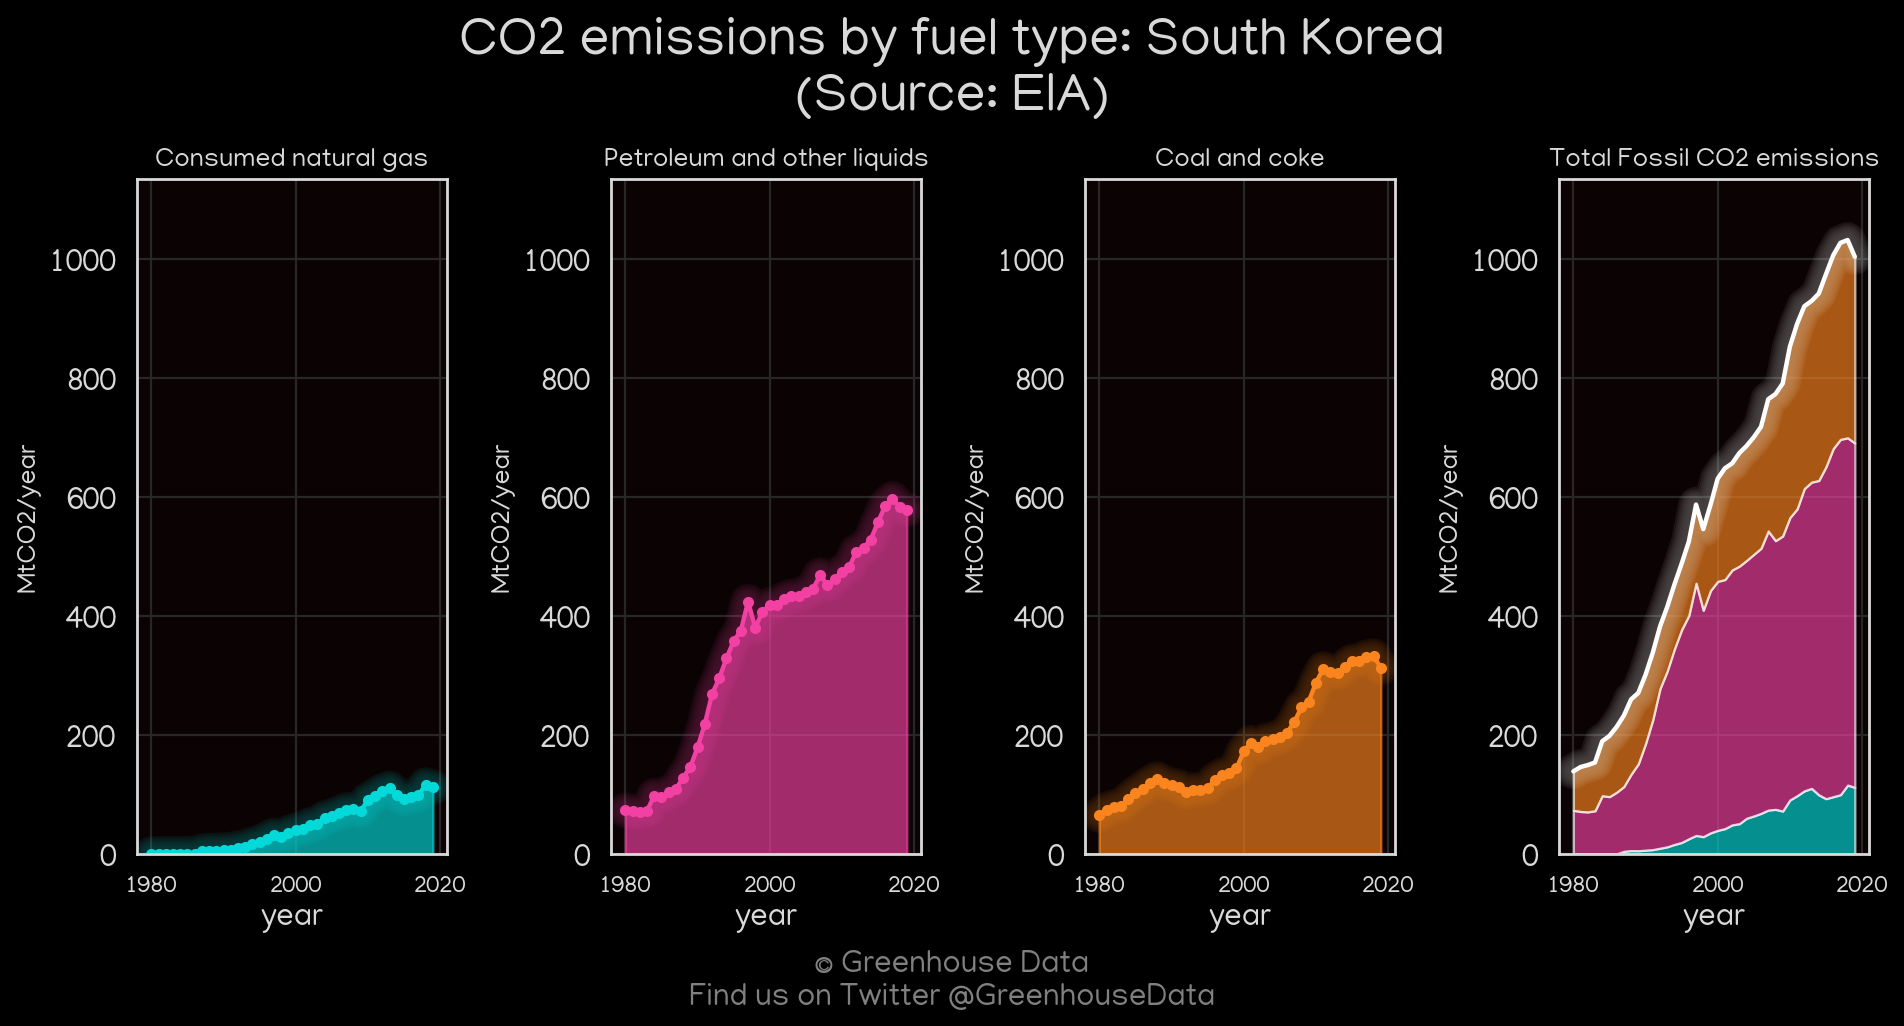 CO2 emissions by fuel type: South Korea
(Source: EIA)
Consumed natural gas
Petroleum and other liquids
Coal and coke
Total Fossil CO2 emissions
MtCO2/year
1000
800
600
400
200
0
1980 2000 2020
year
MtCO2/year
1000
800
600
400
200
0
1980 2000 2020
year
MtCO2/year
1000
800
600
400
200
0
1980 2000 2020
year
MtCO2/year
1000
800
600
400
200
0
1980 2000 2020
year
© Greenhouse Data
Find us on Twitter @GreenhouseData